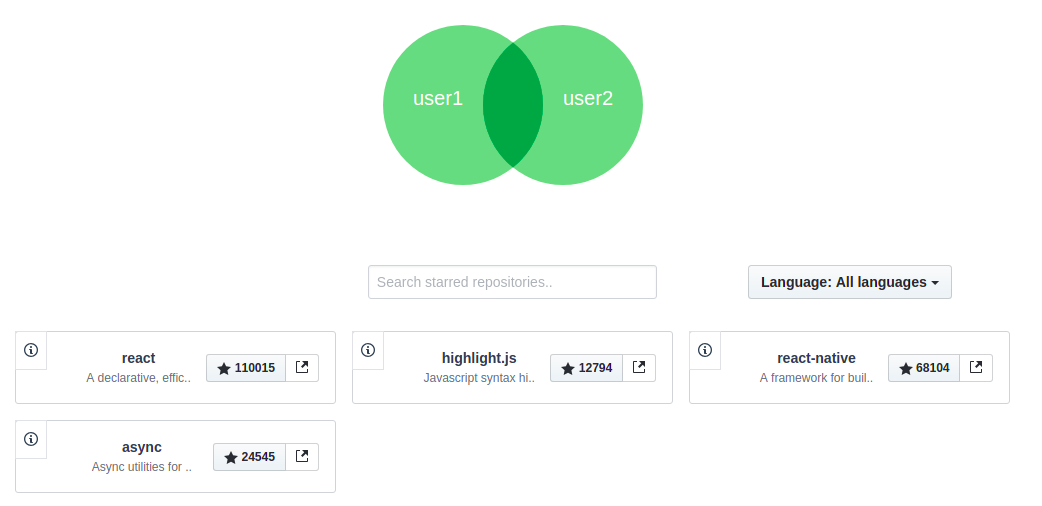 user1 user2
Search starred repositories..
Language: All languages
react
A declarative, effic..
110015
highlight.js
Javascript syntax hi..
12794
react-native
A framework for buil..
68104
async
Async utilities for ..
24545